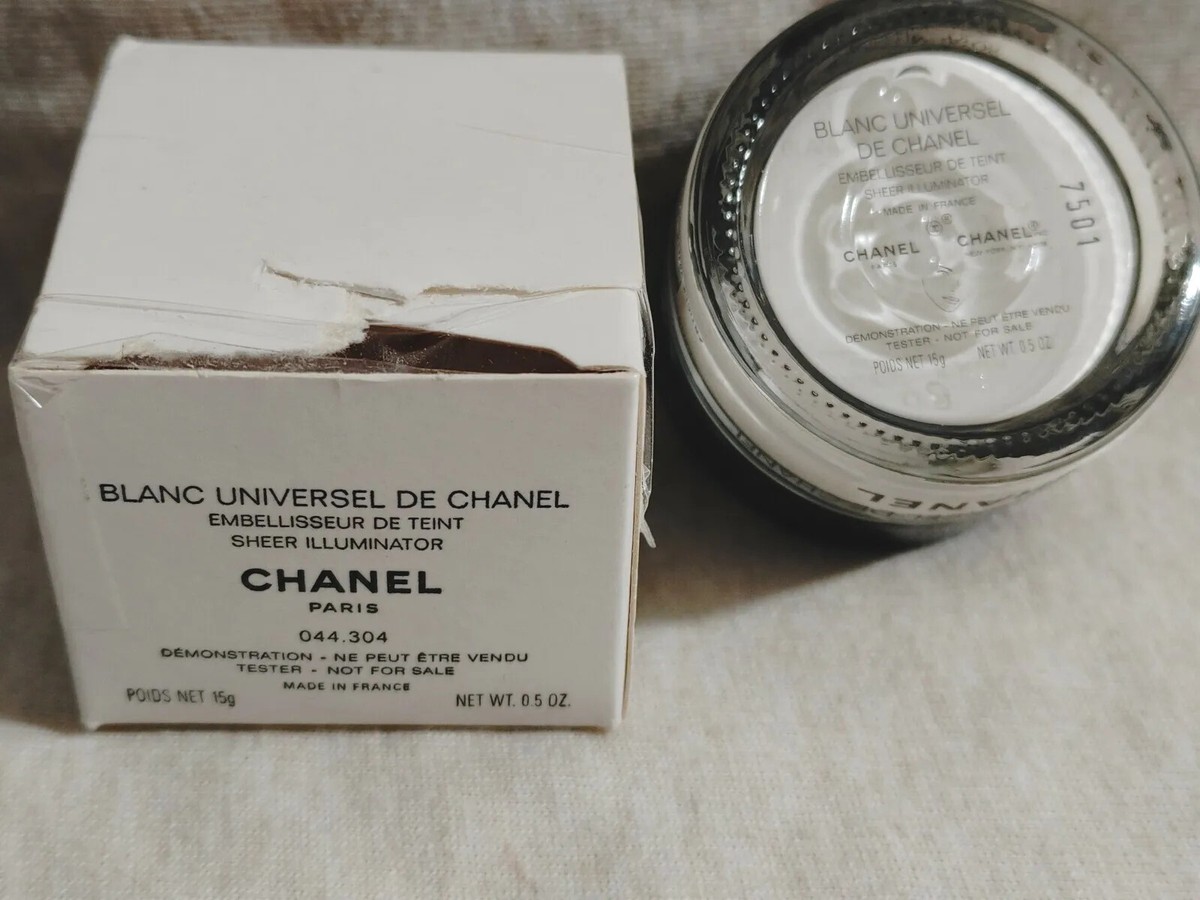 BLANC UNIVERSEL DE CHANEL
EMBELLISSEUR DE TEINT
SHEER ILLUMINATOR
CHANEL
PARIS
044.304
DÉMONSTRATION - NE PEUT ÊTRE VENDU
TESTER - NOT FOR SALE
MADE IN FRANCE
POIDS NET 15g NET WT. 0.5 OZ.
BLANC UNIVERSEL
DE CHANEL
EMBELLISSEUR DE TEINT
SHEER ILLUMINATOR
MADE IN FRANCE
CHANEL CHANEL®
PARIS
7501
DÉMONSTRATION - NE PEUT ÊTRE VENDU
TESTER - NOT FOR SALE
POIDS NET 15g NET WT. 0.5 OZ.
ANEL